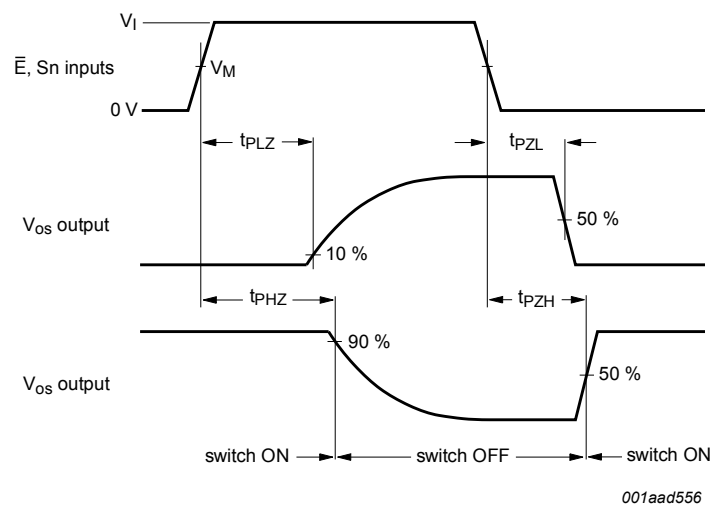 VI
Ē, Sn inputs
VM
0 V
tPLZ
tPZL
Vos output
50 %
10 %
tPHZ
tPZH
90 %
Vos output
50 %
switch ON
switch OFF
switch ON
001aad556